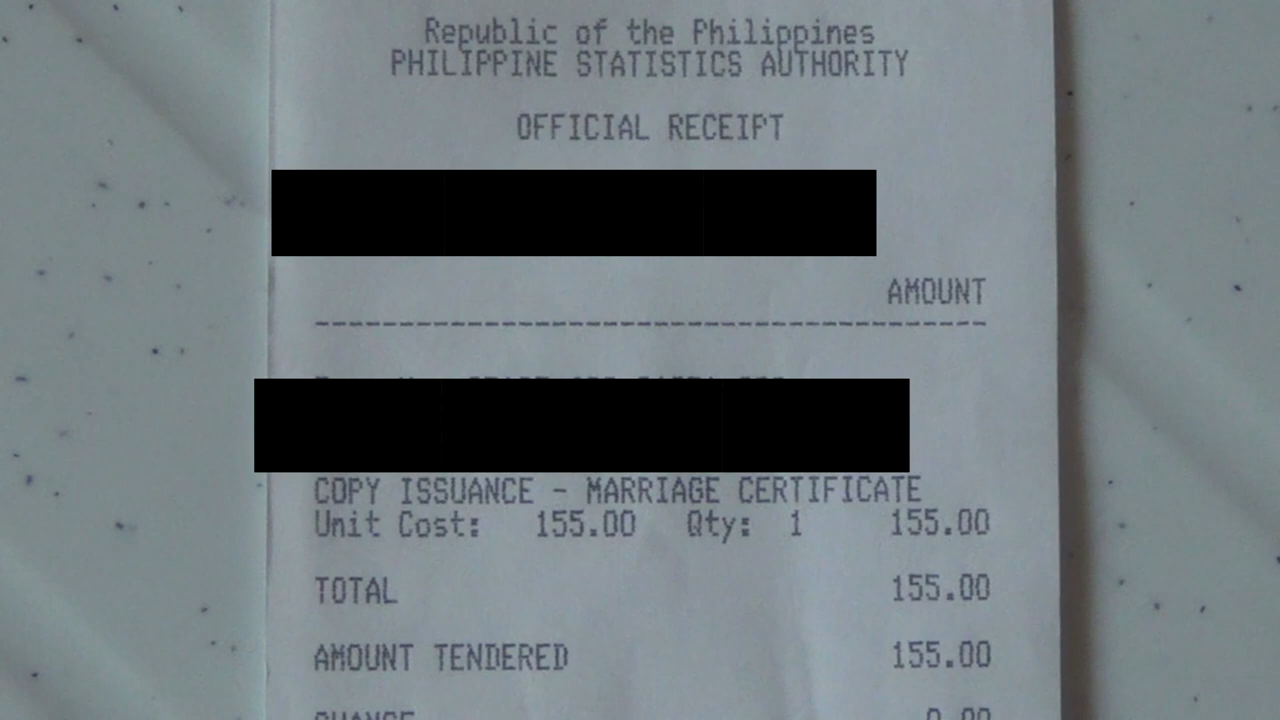 Republic of the Philippines
PHILIPPINE STATISTICS AUTHORITY
OFFICIAL RECEIPT
AMOUNT
----------------------------------------
COPY ISSUANCE - MARRIAGE CERTIFICATE
Unit Cost: 155.00 Qty: 1 155.00
TOTAL 155.00
AMOUNT TENDERED 155.00
CHANGE 0.00